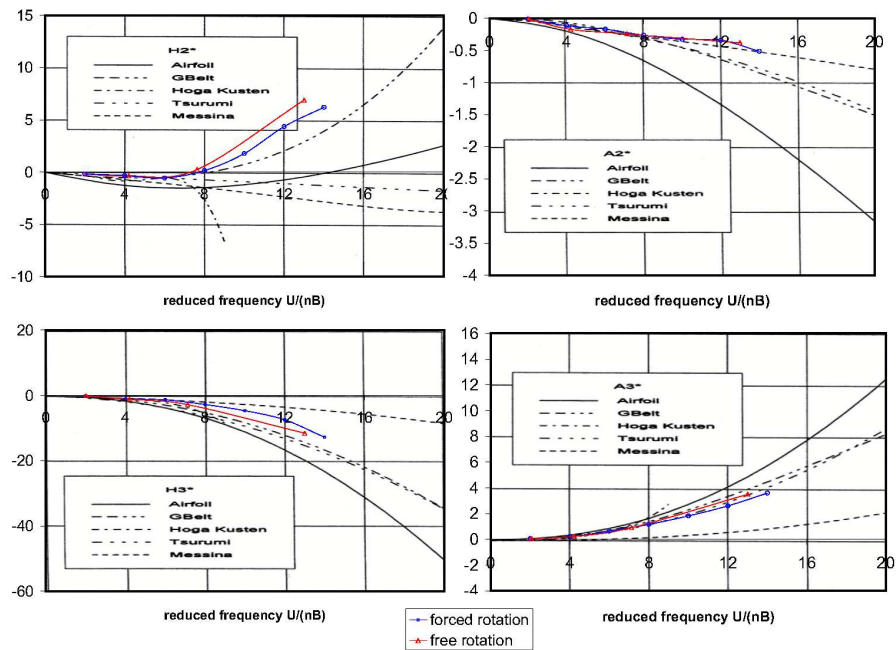 15
10
5
0
-5
-10
0 4 8 12 16 20
H2*
Airfoil
GBelt
Hoga Kusten
Tsurumi
Messina
reduced frequency U/(nB)
0
-0.5
-1
-1.5
-2
-2.5
-3
-3.5
-4
0 4 8 12 16 20
A2*
Airfoil
GBelt
Hoga Kusten
Tsurumi
Messina
reduced frequency U/(nB)
20
0
-20
-40
-60
0 4 8 12 16 20
H3*
Airfoil
GBelt
Hoga Kusten
Tsurumi
Messina
reduced frequency U/(nB)
16
14
12
10
8
6
4
2
0
-2
-4
0 4 8 12 16 20
A3*
Airfoil
GBelt
Hoga Kusten
Tsurumi
Messina
reduced frequency U/(nB)
forced rotation
free rotation